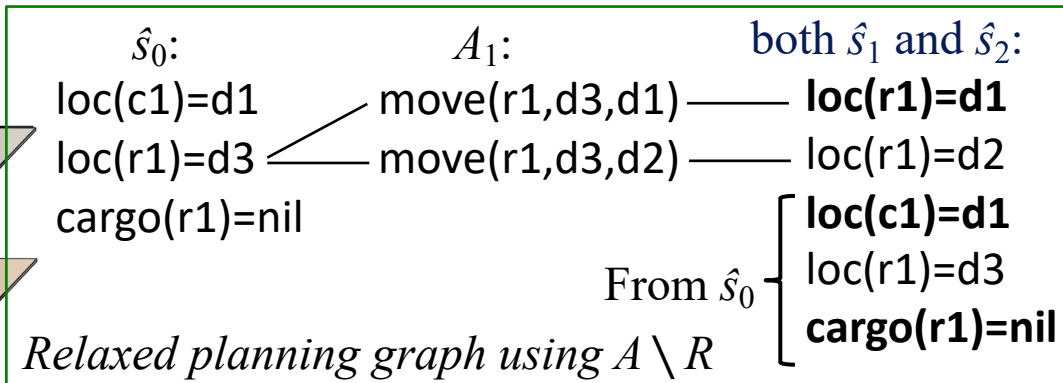 ŝ₀: A₁: both ŝ₁ and ŝ₂:
loc(c1)=d1 move(r1,d3,d1) loc(r1)=d1
loc(r1)=d3 move(r1,d3,d2) loc(r1)=d2
cargo(r1)=nil loc(c1)=d1
From ŝ₀ loc(r1)=d3
cargo(r1)=nil
Relaxed planning graph using A \ R